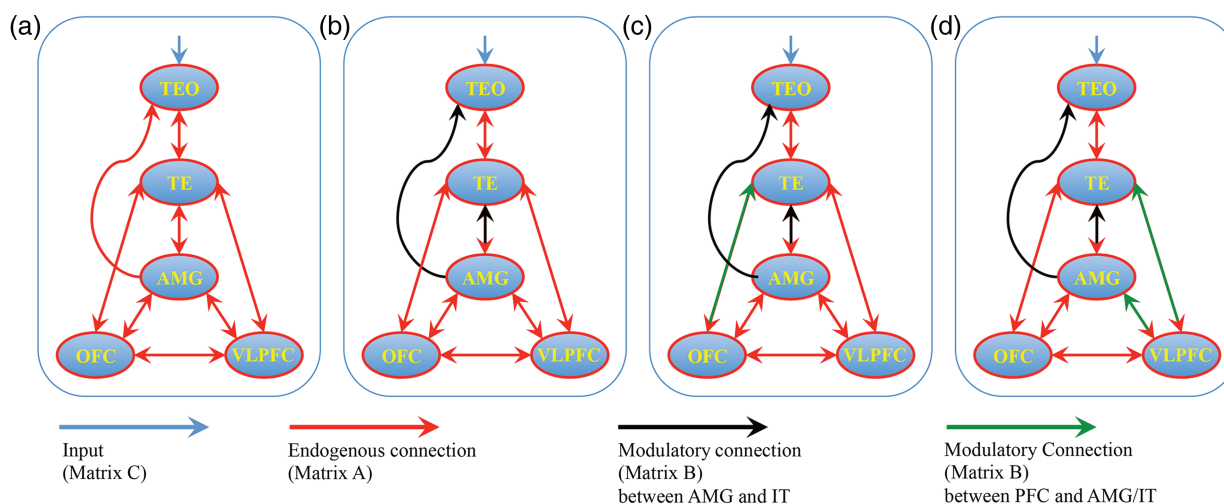 (a)
(b)
(c)
(d)
TEO
TEO
TEO
TEO
TE
TE
TE
TE
AMG
AMG
AMG
AMG
OFC
VLPFC
OFC
VLPFC
OFC
VLPFC
OFC
VLPFC
Input
(Matrix C)
Endogenous connection
(Matrix A)
Modulatory connection
(Matrix B)
between AMG and IT
Modulatory Connection
(Matrix B)
between PFC and AMG/IT